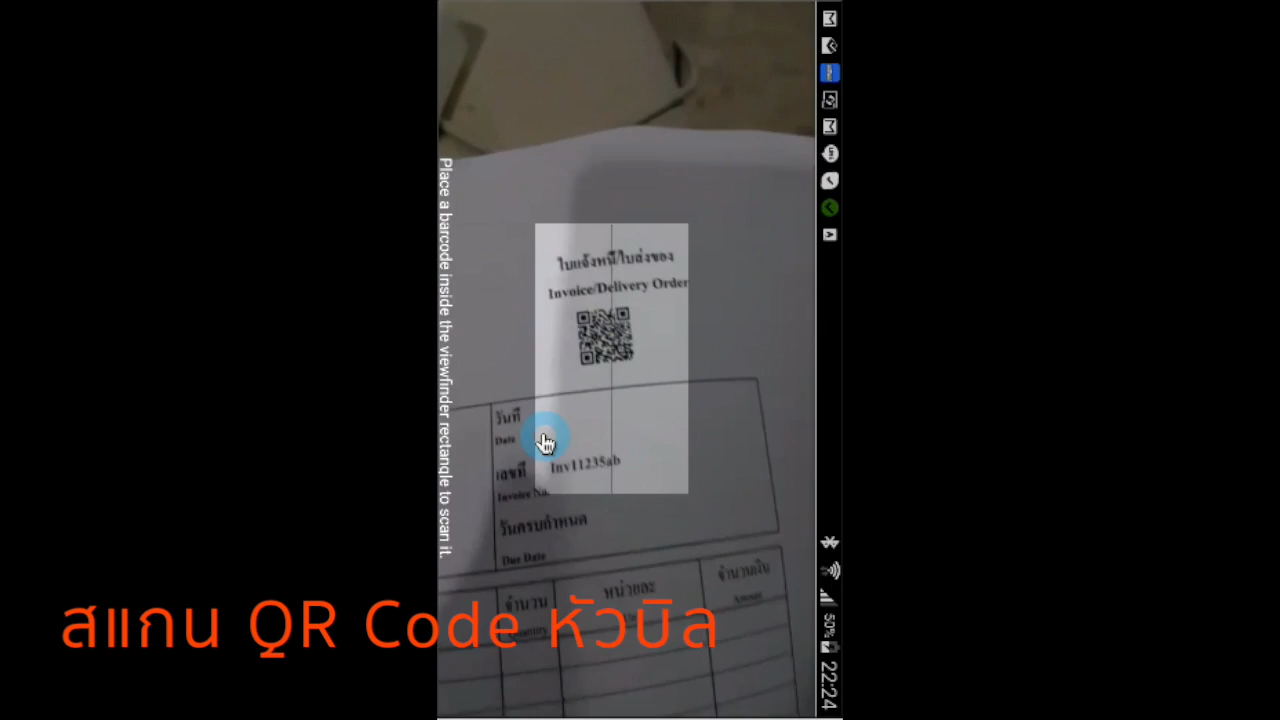 Place a barcode inside the viewfinder rectangle to scan it.
50%
22:24
ใบแจ้งหนี้/ใบส่งของ
Invoice/Delivery Order
วันที่
Date
เลขที่ Inv11235ab
Invoice No.
วันครบกำหนด
Due Date
จำนวน หน่วยละ จำนวนเงิน
Amount
สแกน QR Code หัวบิล